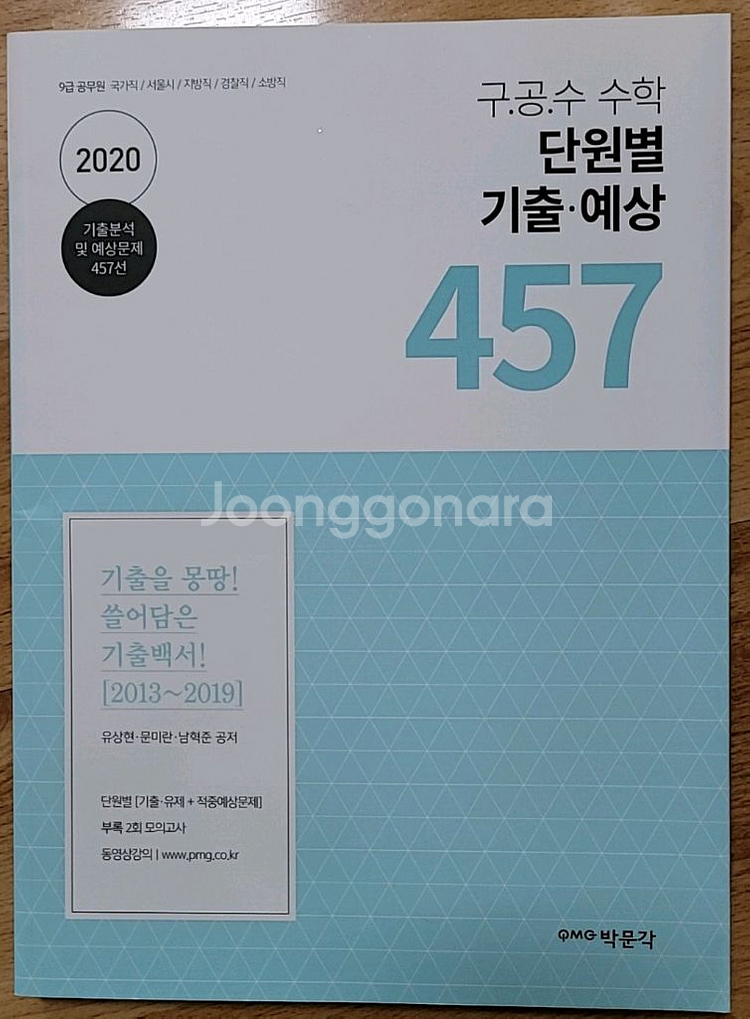 9급 공무원 국가직 / 서울시 / 지방직 / 경찰직 / 소방직
2020
기출분석
및 예상문제
457선
구.공.수 수학
단원별
기출·예상
457
Joonggonara
기출을 몽땅!
쓸어담은
기출백서!
[2013~2019]
유상현·문미란·남혁준 공저
단원별 [기출·유제 + 적중예상문제]
부록 2회 모의고사
동영상강의 | www.pmg.co.kr
PMG 박문각